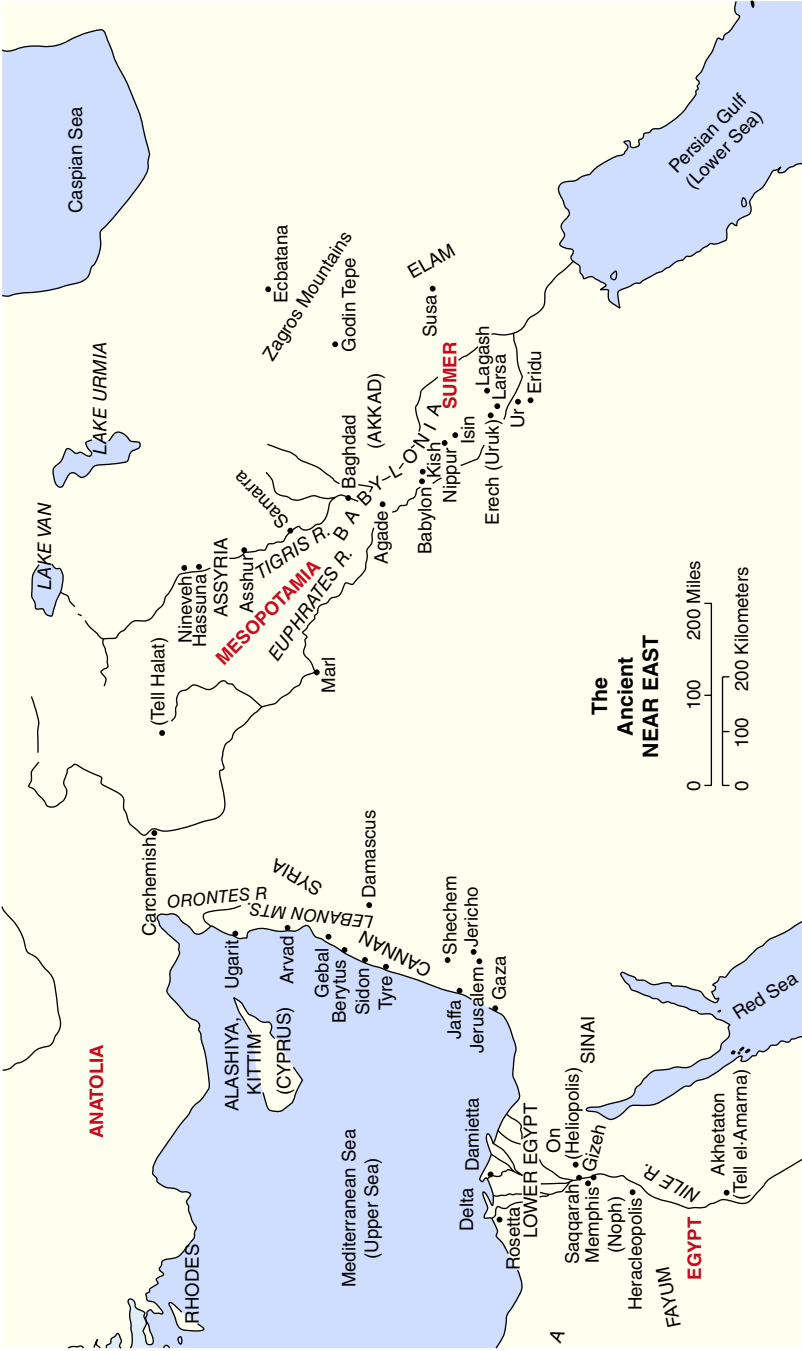 Caspian Sea
LAKE URMIA
LAKE VAN
Ecbatana
Zagros Mountains
Godin Tepe
ELAM
Susa
Persian Gulf
(Lower Sea)
SUMER
Lagash
Larsa
Eridu
Ur
Erech (Uruk)
Isin
Nippur
Kish
Babylon
BABYLONIA
(AKKAD)
Baghdad
Agade
Samarra
TIGRIS R.
Asshur
ASSYRIA
Hassuna
Nineveh
MESOPOTAMIA
EUPHRATES R.
Marl
(Tell Halat)
Carchemish
ANATOLIA
ORONTES R
SYRIA
LEBANON MTS
Damascus
CANNAN
Ugarit
Arvad
Gebal
Berytus
Sidon
Tyre
Shechem
Jericho
Jaffa
Jerusalem
Gaza
ALASHIYA,
KITTIM
(CYPRUS)
Mediterranean Sea
(Upper Sea)
RHODES
SINAI
Red Sea
Damietta
Delta
Rosetta
LOWER EGYPT
On
(Heliopolis)
Gizeh
Saqqarah
Memphis
(Noph)
Heracleopolis
FAYUM
NILE R.
EGYPT
Akhetaton
(Tell el-Amarna)
A
The
Ancient
NEAR EAST
0 100 200 Miles
0 100 200 Kilometers